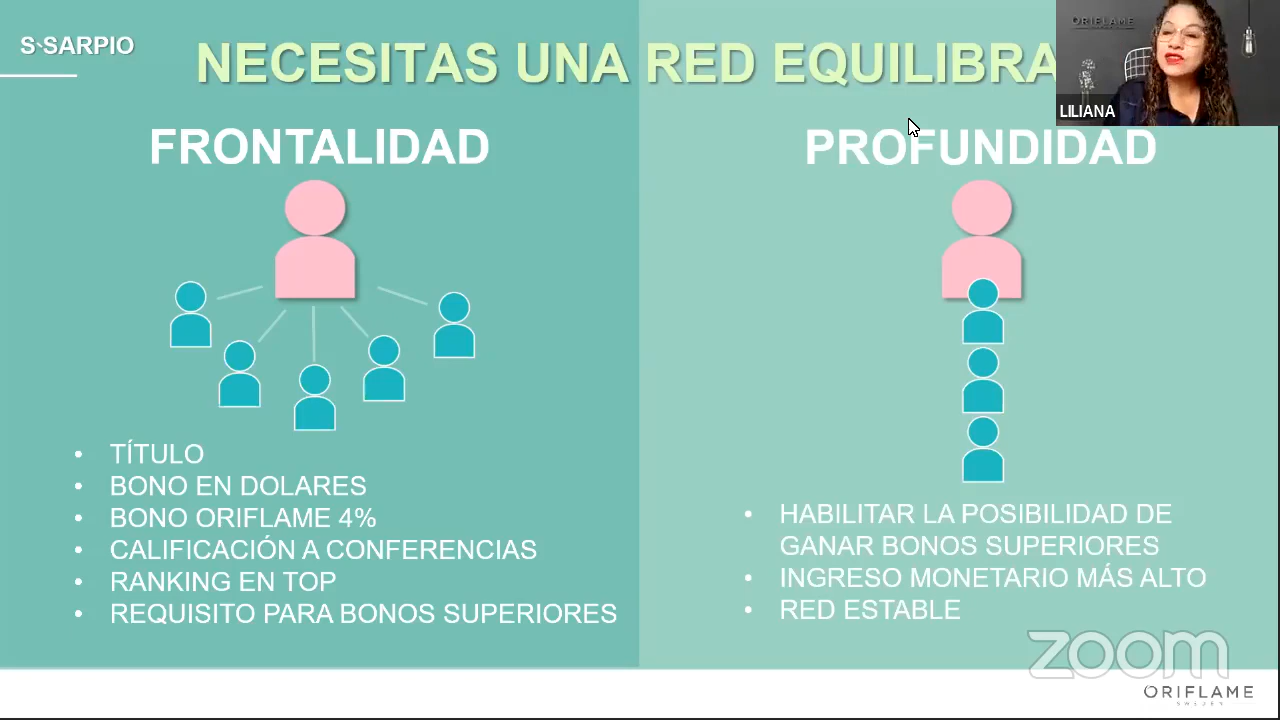 S·SARPIO
NECESITAS UNA RED EQUILIBRA
ORIFLAME
LILIANA
FRONTALIDAD
PROFUNDIDAD
• TÍTULO
• BONO EN DOLARES
• BONO ORIFLAME 4%
• CALIFICACIÓN A CONFERENCIAS
• RANKING EN TOP
• REQUISITO PARA BONOS SUPERIORES
• HABILITAR LA POSIBILIDAD DE
GANAR BONOS SUPERIORES
• INGRESO MONETARIO MÁS ALTO
• RED ESTABLE
zoom
ORIFLAME
SWEDEN